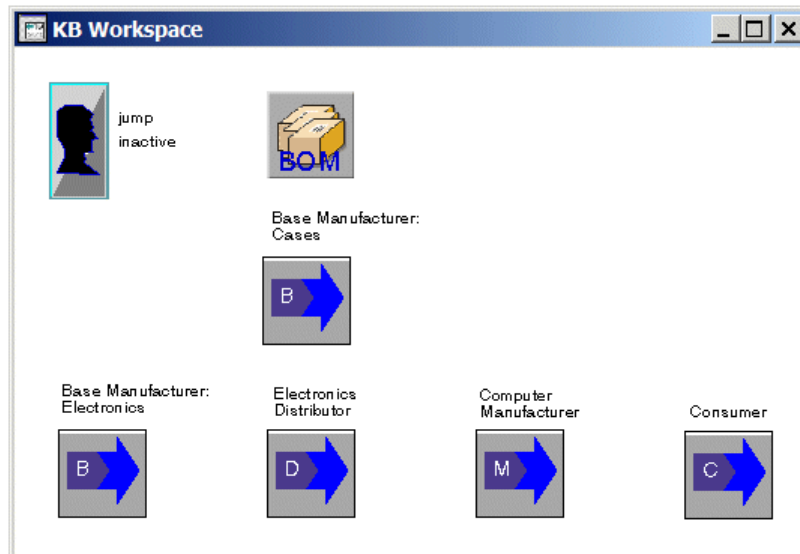 KB Workspace
jump
inactive
BOM
Base Manufacturer:
Cases
B
Base Manufacturer:
Electronics
Electronics
Distributor
Computer
Manufacturer
Consumer
B
D
M
C